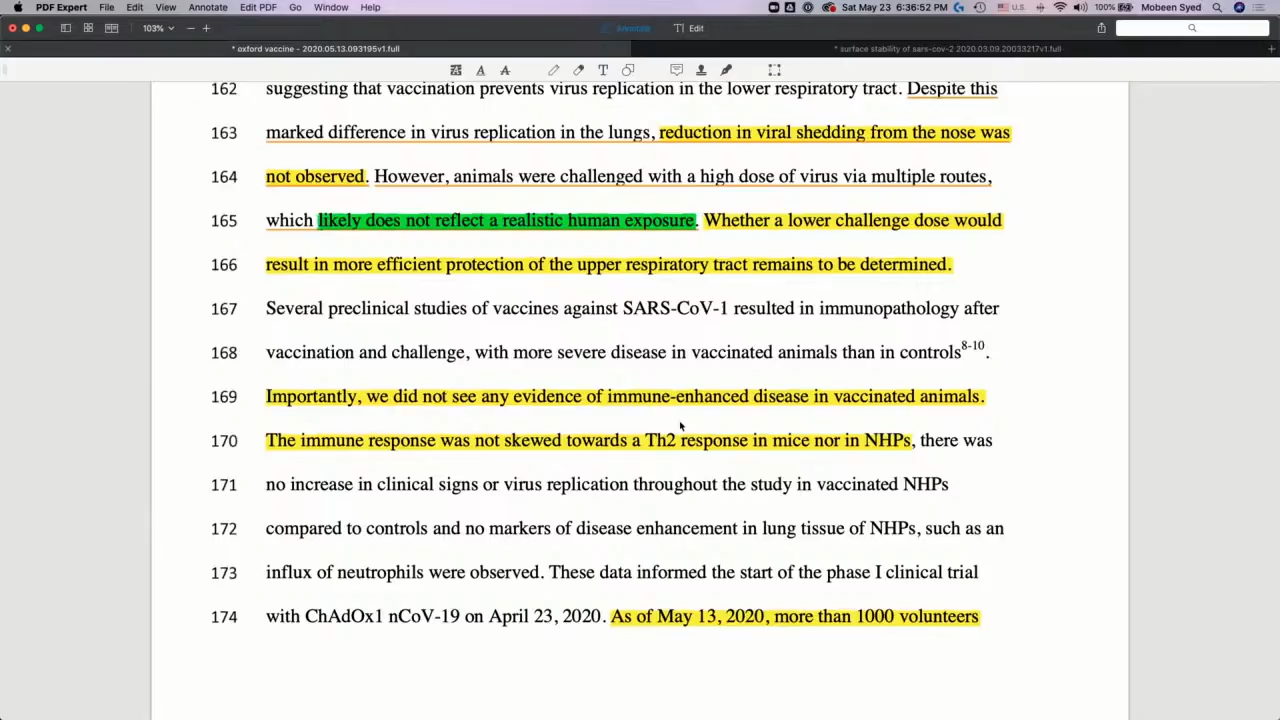 PDF Expert File Edit View Annotate Edit PDF Go Window Help U.S. 100% Sat May 23 6:36:52 PM Mobeen Syed
103% Annotate Edit
* oxford vaccine - 2020.05.13.093195v1.full * surface stability of sars-cov-2 2020.03.09.20033217v1.full
162 suggesting that vaccination prevents virus replication in the lower respiratory tract. Despite this
163 marked difference in virus replication in the lungs, reduction in viral shedding from the nose was
164 not observed. However, animals were challenged with a high dose of virus via multiple routes,
165 which likely does not reflect a realistic human exposure. Whether a lower challenge dose would
166 result in more efficient protection of the upper respiratory tract remains to be determined.
167 Several preclinical studies of vaccines against SARS-CoV-1 resulted in immunopathology after
168 vaccination and challenge, with more severe disease in vaccinated animals than in controls8-10.
169 Importantly, we did not see any evidence of immune-enhanced disease in vaccinated animals.
170 The immune response was not skewed towards a Th2 response in mice nor in NHPs, there was
171 no increase in clinical signs or virus replication throughout the study in vaccinated NHPs
172 compared to controls and no markers of disease enhancement in lung tissue of NHPs, such as an
173 influx of neutrophils were observed. These data informed the start of the phase I clinical trial
174 with ChAdOx1 nCoV-19 on April 23, 2020. As of May 13, 2020, more than 1000 volunteers